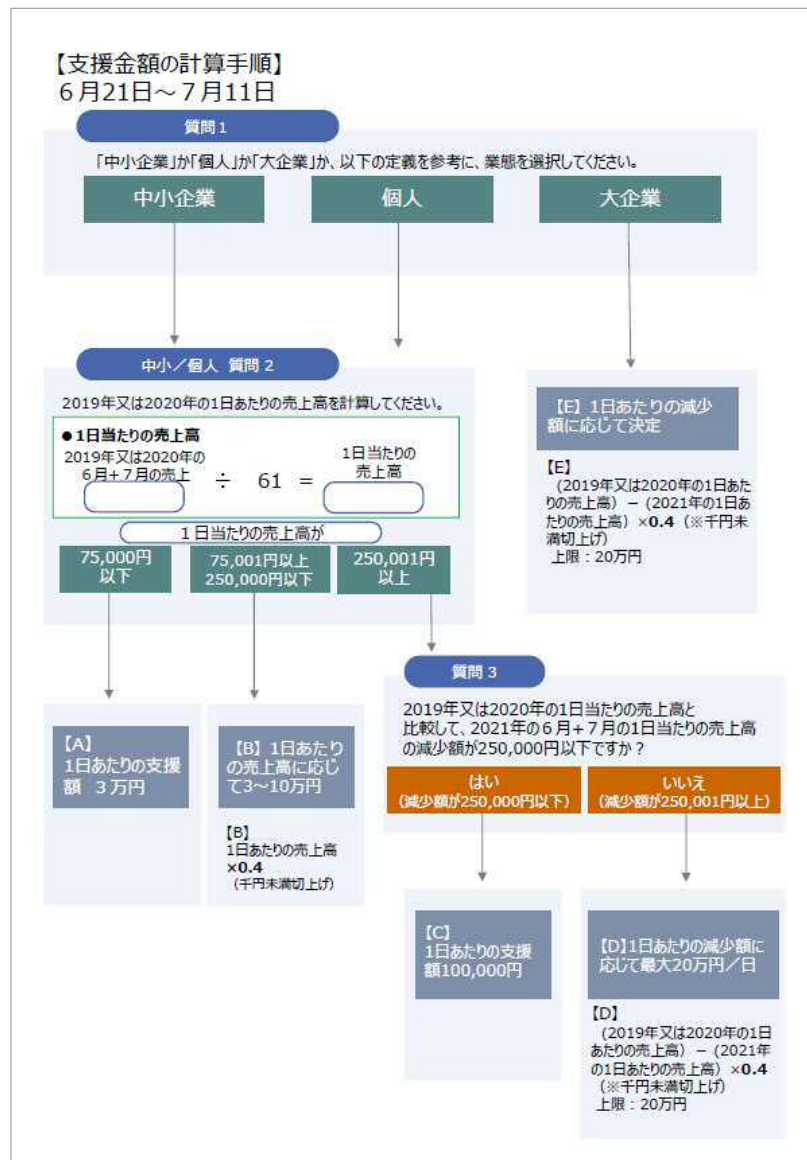 【支援金額の計算手順】
６月21日～７月11日
質問１
「中小企業」か「個人」か「大企業」か、以下の定義を参考に、業態を選択してください。
中小企業
個人
大企業
中小／個人 質問２
2019年又は2020年の1日あたりの売上高を計算してください。
●1日当たりの売上高
2019年又は2020年の
６月+７月の売上
÷ 61 =
1日当たりの
売上高
１日当たりの売上高が
75,000円
以下
75,001円以上
250,000円以下
250,001円
以上
【E】1日あたりの減少
額に応じて決定
【E】
（2019年又は2020年の1日あた
りの売上高）－（2021年の1日あ
たりの売上高）×0.4（※千円未
満切上げ）
上限：20万円
質問３
2019年又は2020年の1日当たりの売上高と
比較して、2021年の６月+７月の1日当たりの売上高
の減少額が250,000円以下ですか？
はい
（減少額が250,000円以下）
いいえ
（減少額が250,001円以上）
【A】
1日あたりの支援
額 ３万円
【B】1日あたり
の売上高に応じ
て3～10万円
【B】
1日あたりの売上高
×0.4
（千円未満切上げ）
【C】
1日あたりの支援
額100,000円
【D】1日あたりの減少額に
応じて最大20万円／日
【D】
（2019年又は2020年の1日
あたりの売上高）－（2021年
の1日あたりの売上高）×0.4
（※千円未満切上げ）
上限：20万円